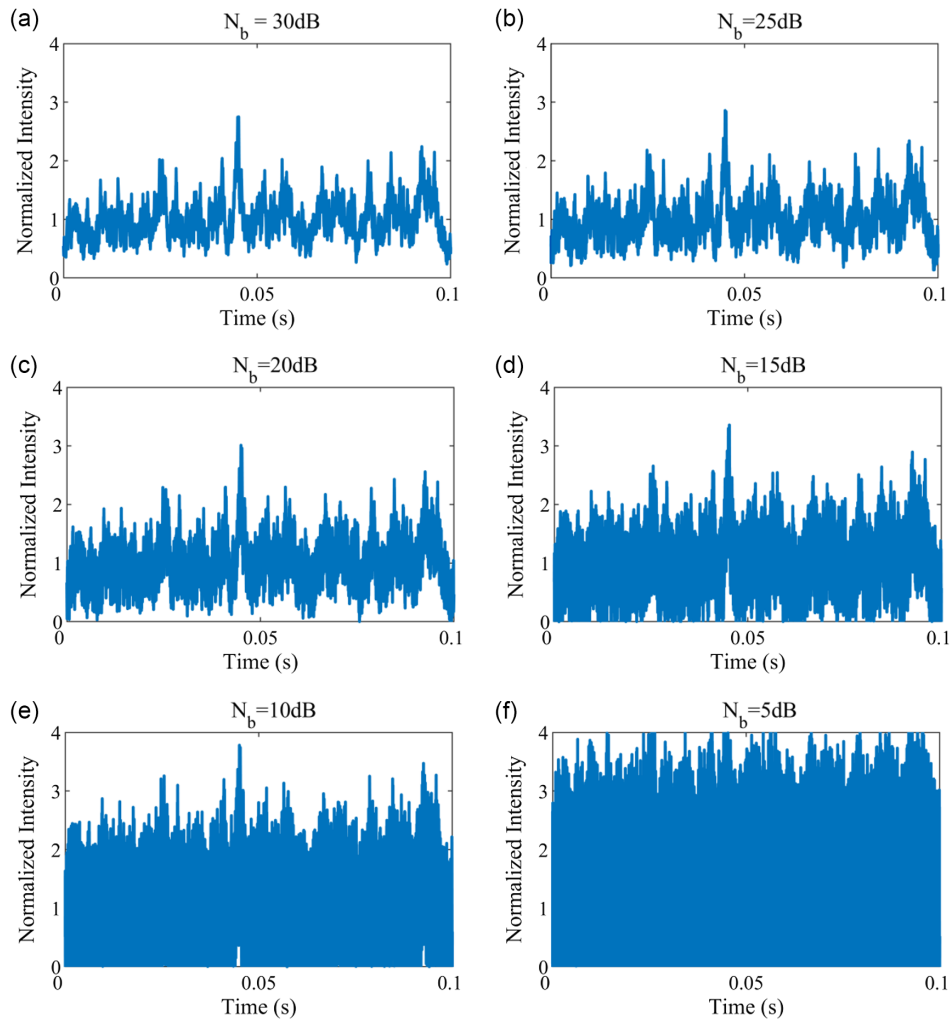 (a)
N_b = 30dB
Normalized Intensity
4
3
2
1
0
0
0.05
0.1
Time (s)
(b)
N_b=25dB
Normalized Intensity
4
3
2
1
0
0
0.05
0.1
Time (s)
(c)
N_b=20dB
Normalized Intensity
4
3
2
1
0
0
0.05
0.1
Time (s)
(d)
N_b=15dB
Normalized Intensity
4
3
2
1
0
0
0.05
0.1
Time (s)
(e)
N_b=10dB
Normalized Intensity
4
3
2
1
0
0
0.05
0.1
Time (s)
(f)
N_b=5dB
Normalized Intensity
4
3
2
1
0
0
0.05
0.1
Time (s)